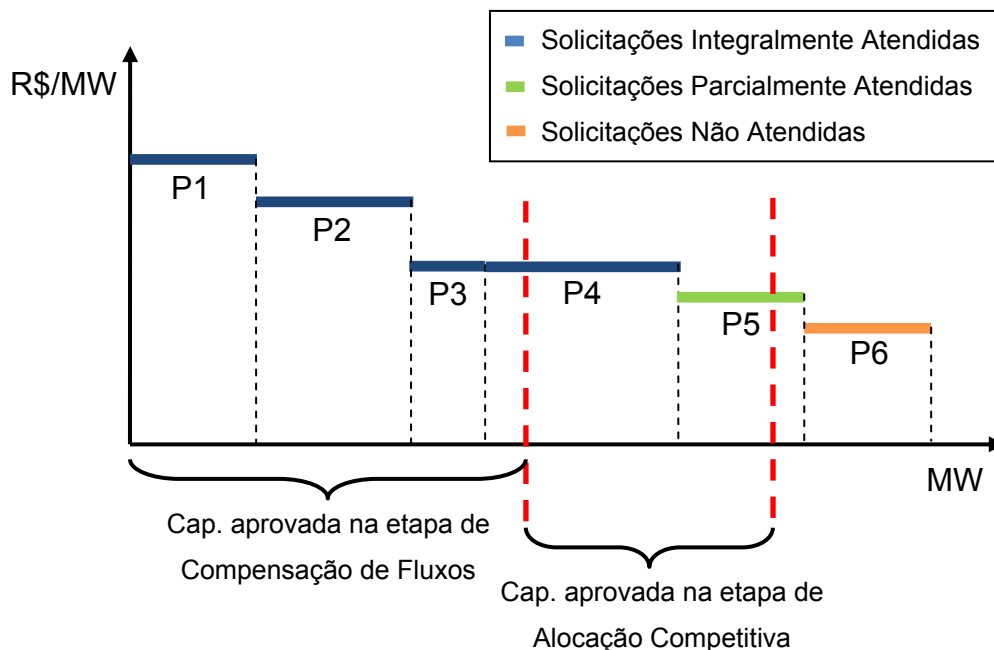 Solicitações Integralmente Atendidas
Solicitações Parcialmente Atendidas
Solicitações Não Atendidas
R$/MW
P1
P2
P3
P4
P5
P6
MW
Cap. aprovada na etapa de
Compensação de Fluxos
Cap. aprovada na etapa de
Alocação Competitiva